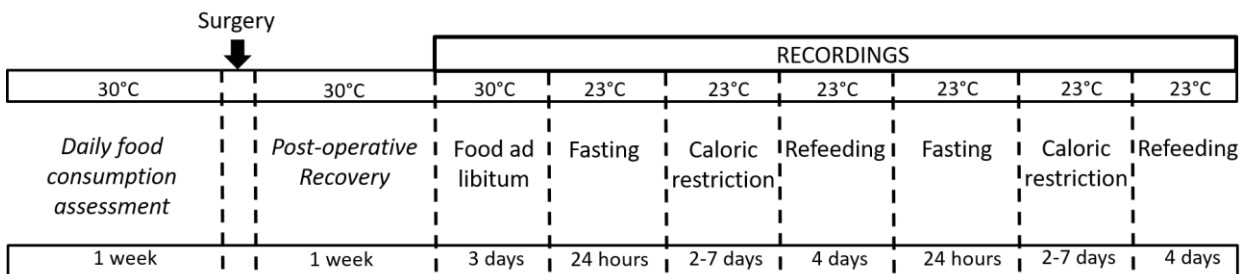 Surgery
RECORDINGS
30°C 30°C 30°C 23°C 23°C 23°C 23°C 23°C 23°C
Daily food Post-operative Food ad Fasting Caloric Refeeding Fasting Caloric Refeeding
consumption Recovery libitum restriction restriction
assessment
1 week 1 week 3 days 24 hours 2-7 days 4 days 24 hours 2-7 days 4 days